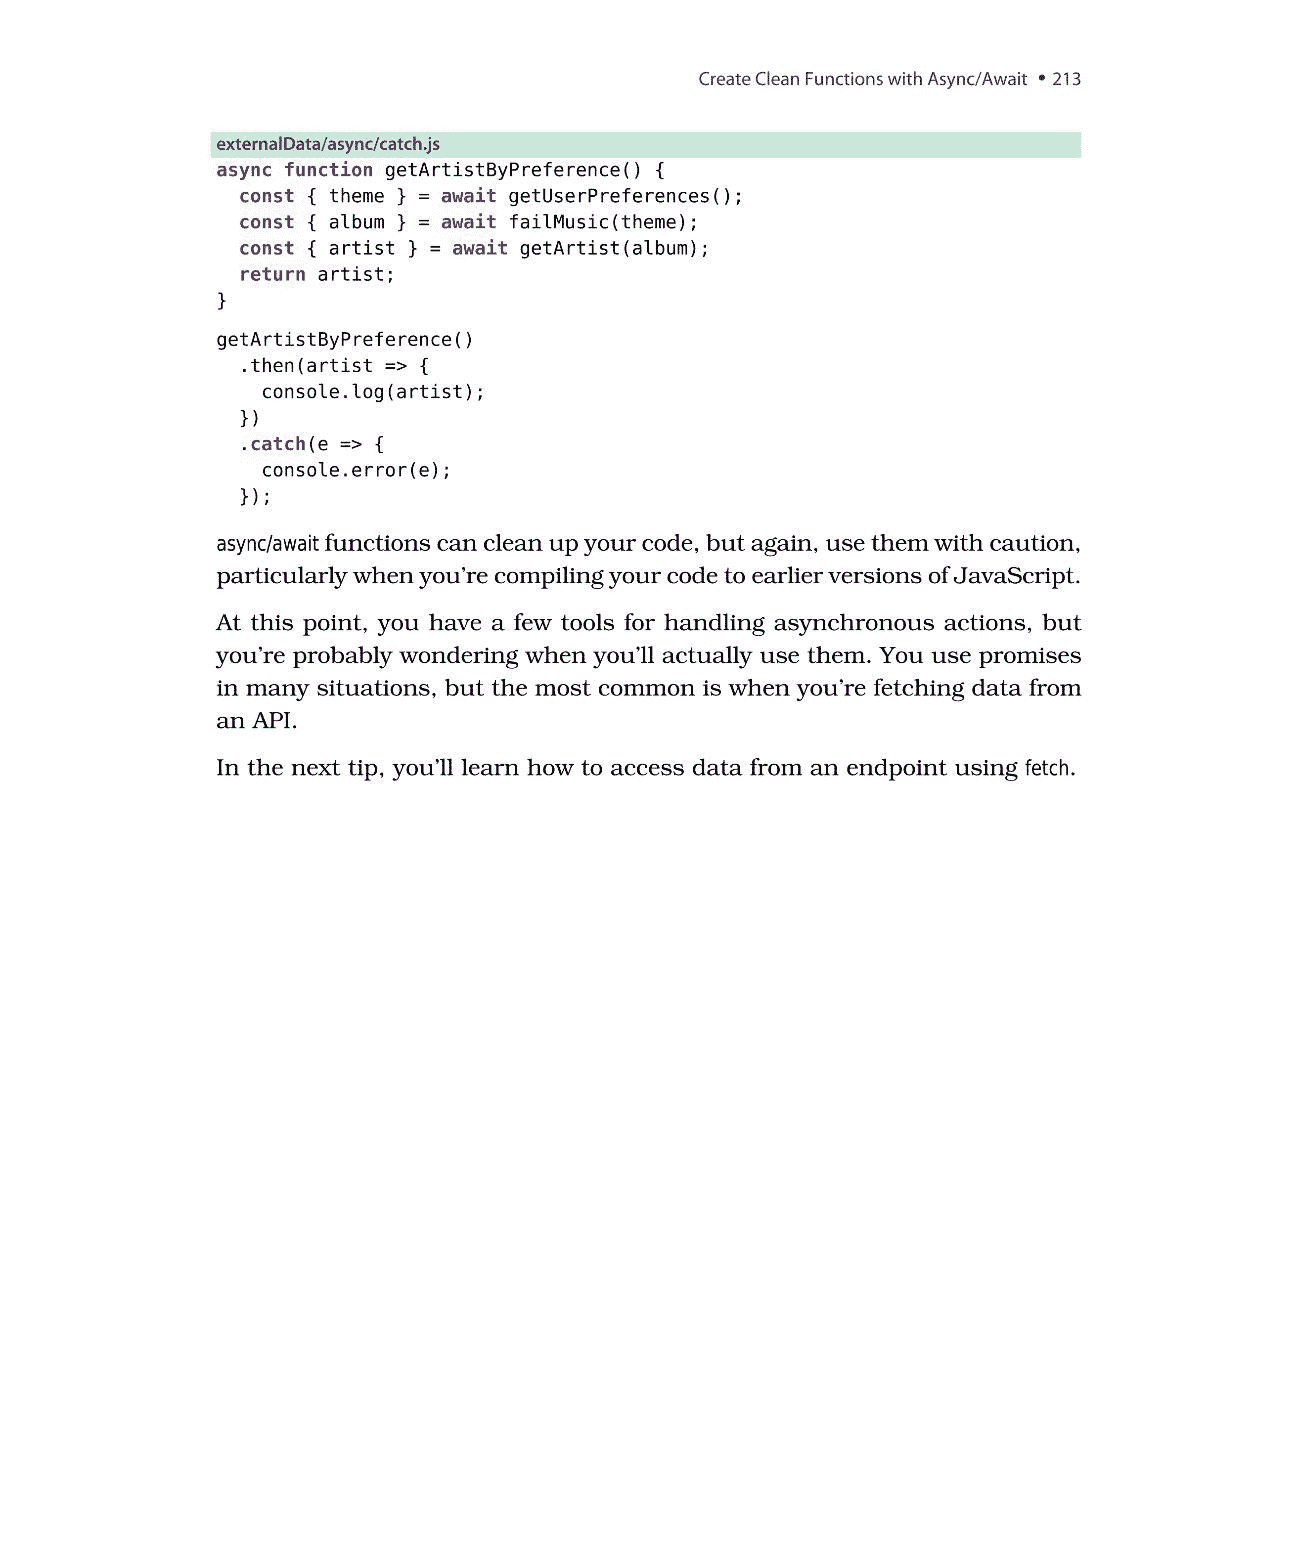 Create Clean Functions with Async/Await • 213
externalData/async/catch.js
async function getArtistByPreference() {
  const { theme } = await getUserPreferences();
  const { album } = await failMusic(theme);
  const { artist } = await getArtist(album);
  return artist;
}
getArtistByPreference()
  .then(artist => {
    console.log(artist);
  })
  .catch(e => {
    console.error(e);
  });
async/await functions can clean up your code, but again, use them with caution,
particularly when you’re compiling your code to earlier versions of JavaScript.
At this point, you have a few tools for handling asynchronous actions, but
you’re probably wondering when you’ll actually use them. You use promises
in many situations, but the most common is when you’re fetching data from
an API.
In the next tip, you’ll learn how to access data from an endpoint using fetch.